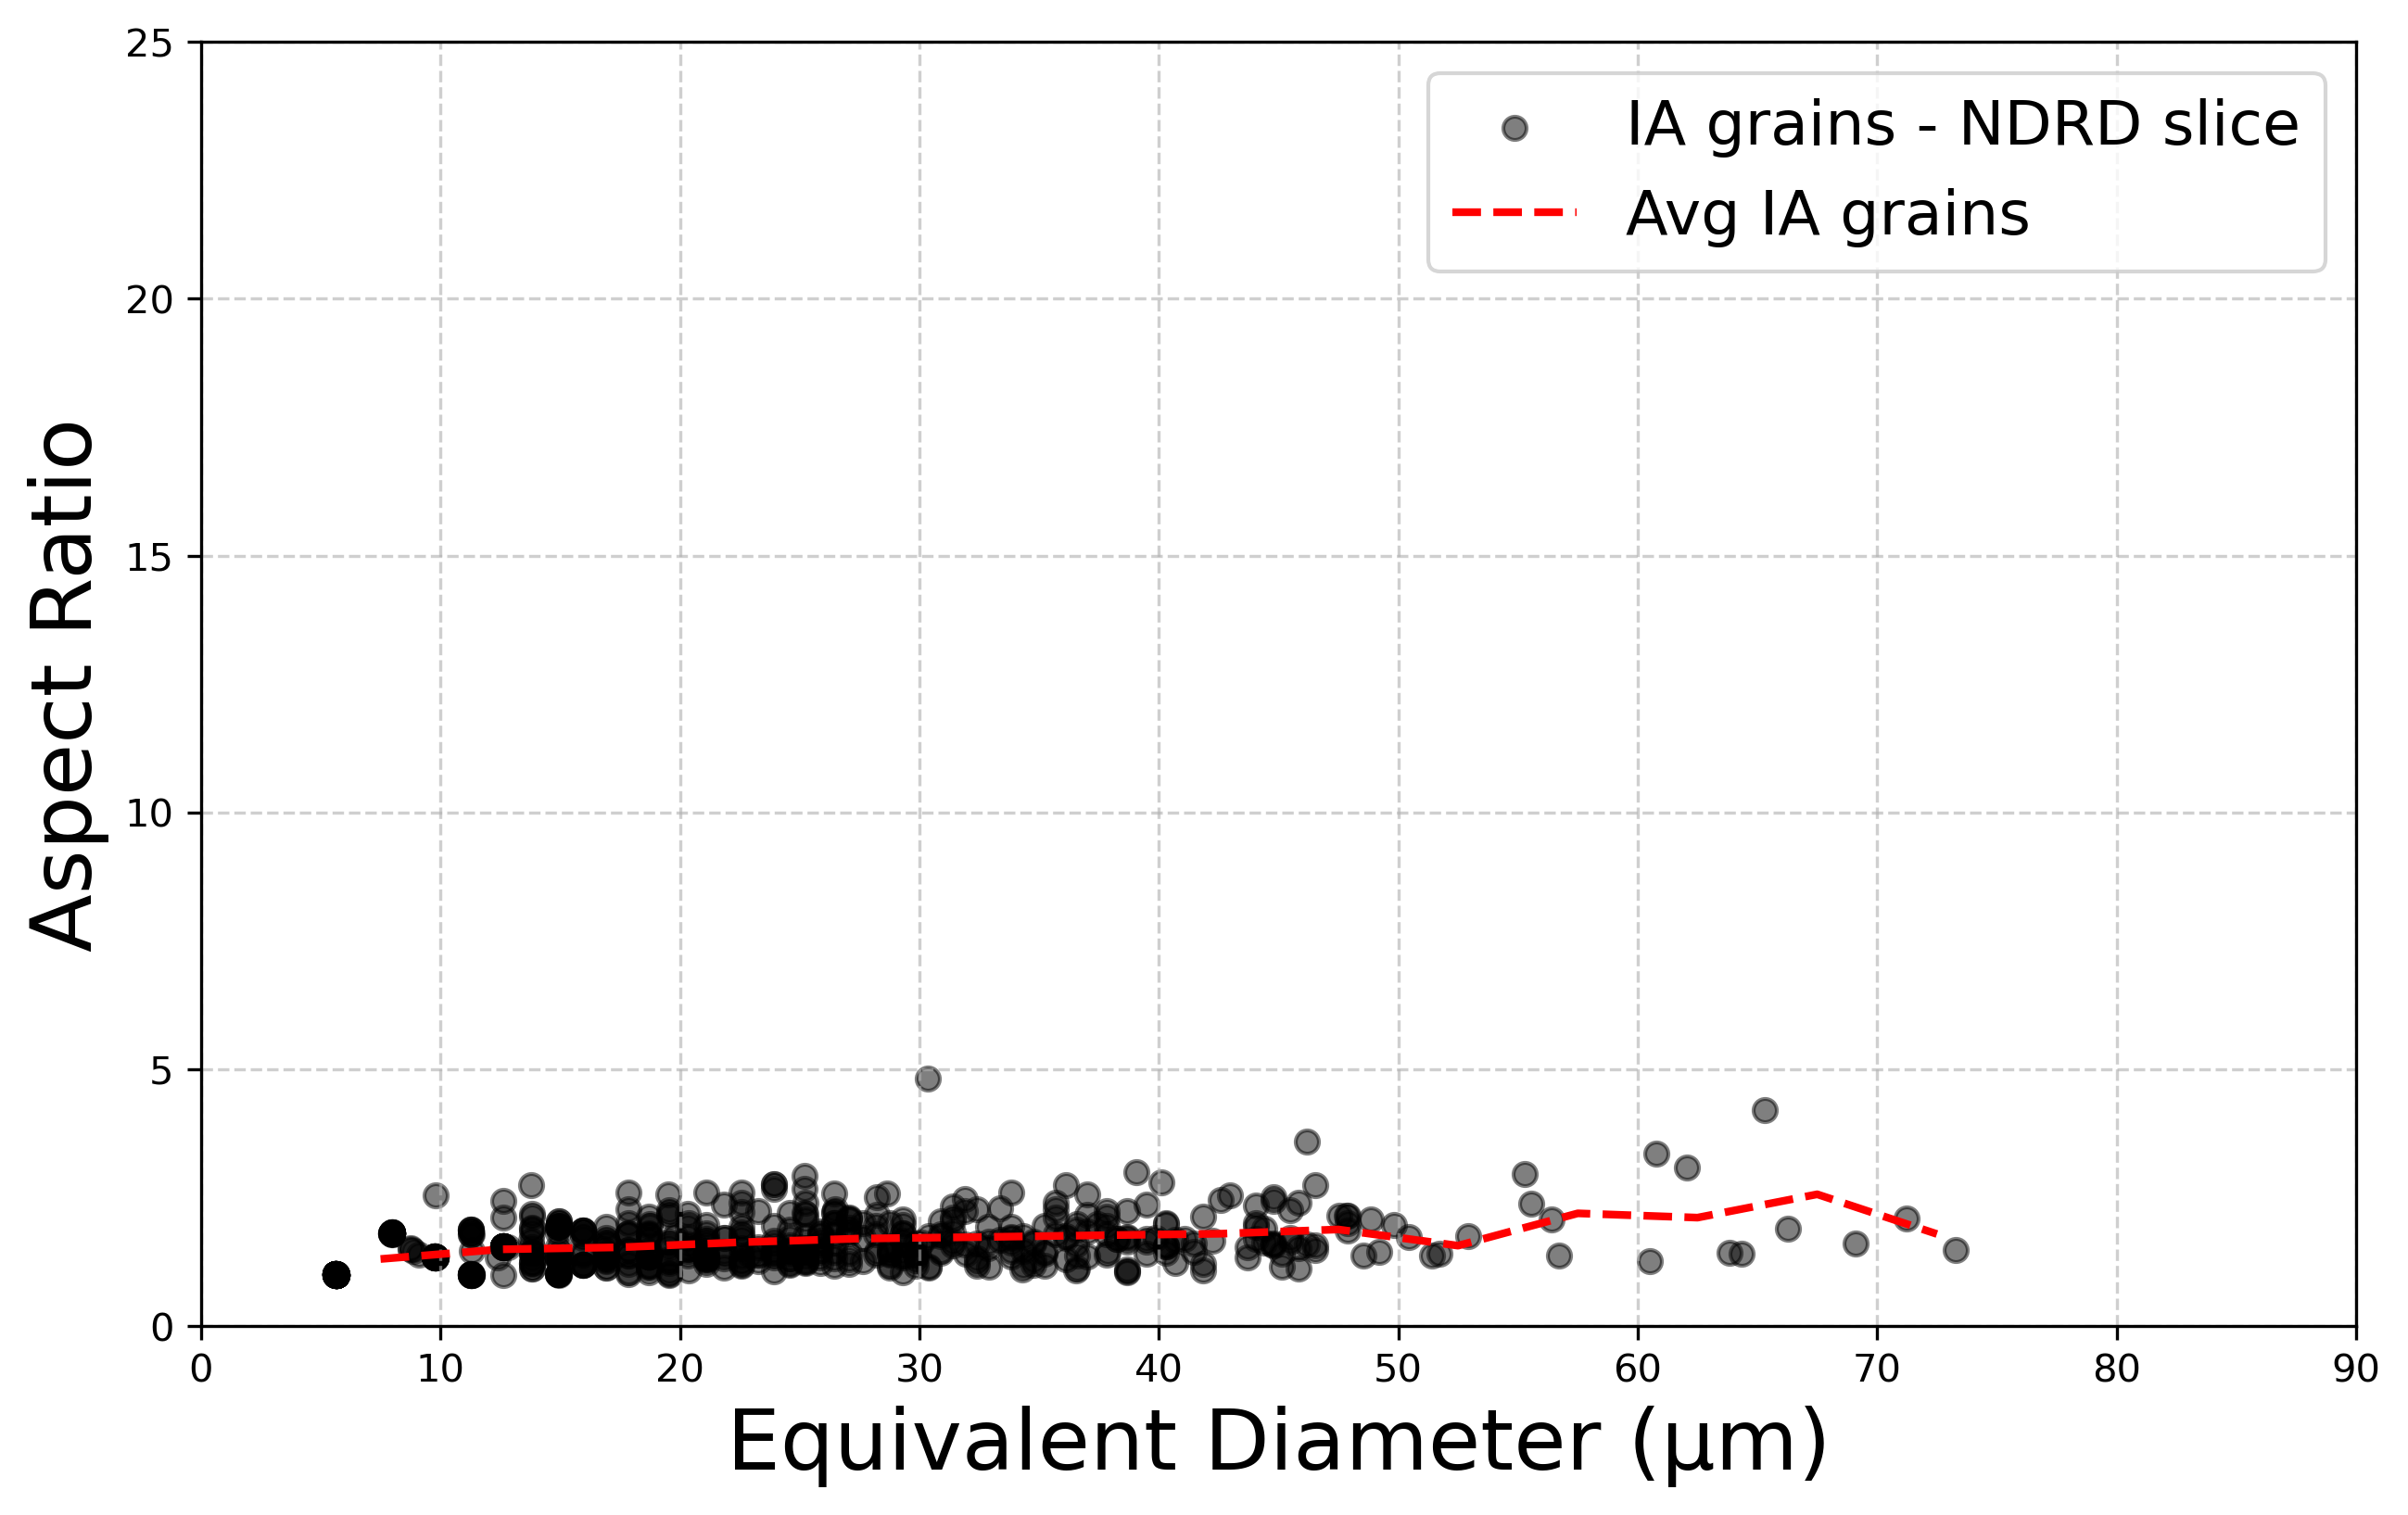 25
20
15
10
5
0
Aspect Ratio
IA grains - NDRD slice
Avg IA grains
0 10 20 30 40 50 60 70 80 90
Equivalent Diameter (μm)